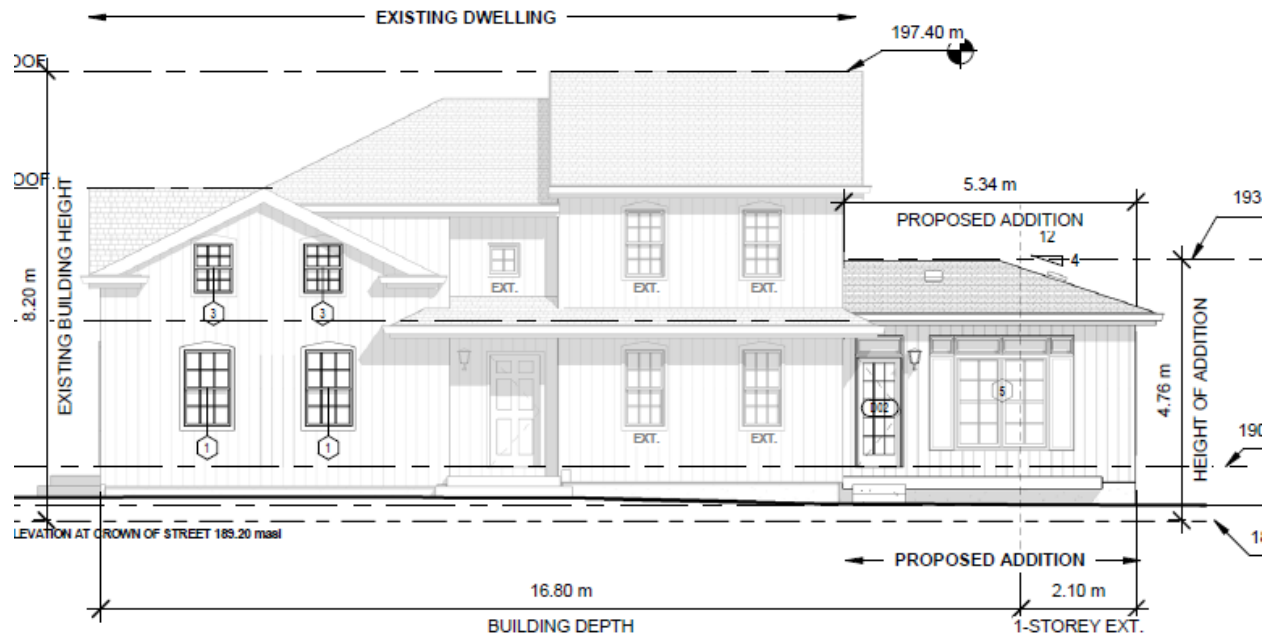 EXISTING DWELLING
197.40 m
OOF
OOF
5.34 m
193
PROPOSED ADDITION
12
4
EXISTING BUILDING HEIGHT
8.20 m
EXT.
EXT.
EXT.
3
3
HEIGHT OF ADDITION
4.76 m
5
D02
EXT.
EXT.
1
1
190
LEVATION AT CROWN OF STREET 189.20 masl
18
PROPOSED ADDITION
16.80 m
2.10 m
BUILDING DEPTH
1-STOREY EXT.